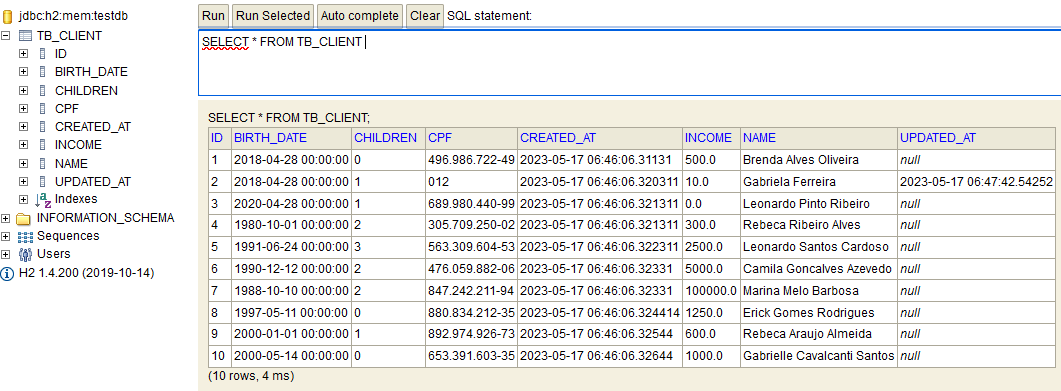 jdbc:h2:mem:testdb
TB_CLIENT
ID
BIRTH_DATE
CHILDREN
CPF
CREATED_AT
INCOME
NAME
UPDATED_AT
Indexes
INFORMATION_SCHEMA
Sequences
Users
H2 1.4.200 (2019-10-14)
Run Run Selected Auto complete Clear SQL statement:
SELECT * FROM TB_CLIENT
SELECT * FROM TB_CLIENT;
ID BIRTH_DATE CHILDREN CPF CREATED_AT INCOME NAME UPDATED_AT
1 2018-04-28 00:00:00 0 496.986.722-49 2023-05-17 06:46:06.31131 500.0 Brenda Alves Oliveira null
2 2018-04-28 00:00:00 1 012 2023-05-17 06:46:06.320311 10.0 Gabriela Ferreira 2023-05-17 06:47:42.54252
3 2020-04-28 00:00:00 1 689.980.440-99 2023-05-17 06:46:06.321311 0.0 Leonardo Pinto Ribeiro null
4 1980-10-01 00:00:00 2 305.709.250-02 2023-05-17 06:46:06.321311 300.0 Rebeca Ribeiro Alves null
5 1991-06-24 00:00:00 3 563.309.604-53 2023-05-17 06:46:06.322311 2500.0 Leonardo Santos Cardoso null
6 1990-12-12 00:00:00 2 476.059.882-06 2023-05-17 06:46:06.32331 5000.0 Camila Goncalves Azevedo null
7 1988-10-10 00:00:00 2 847.242.211-94 2023-05-17 06:46:06.32331 100000.0 Marina Melo Barbosa null
8 1997-05-11 00:00:00 0 880.834.212-35 2023-05-17 06:46:06.324414 1250.0 Erick Gomes Rodrigues null
9 2000-01-01 00:00:00 1 892.974.926-73 2023-05-17 06:46:06.32544 600.0 Rebeca Araujo Almeida null
10 2000-05-14 00:00:00 0 653.391.603-35 2023-05-17 06:46:06.32644 1000.0 Gabrielle Cavalcanti Santos null
(10 rows, 4 ms)